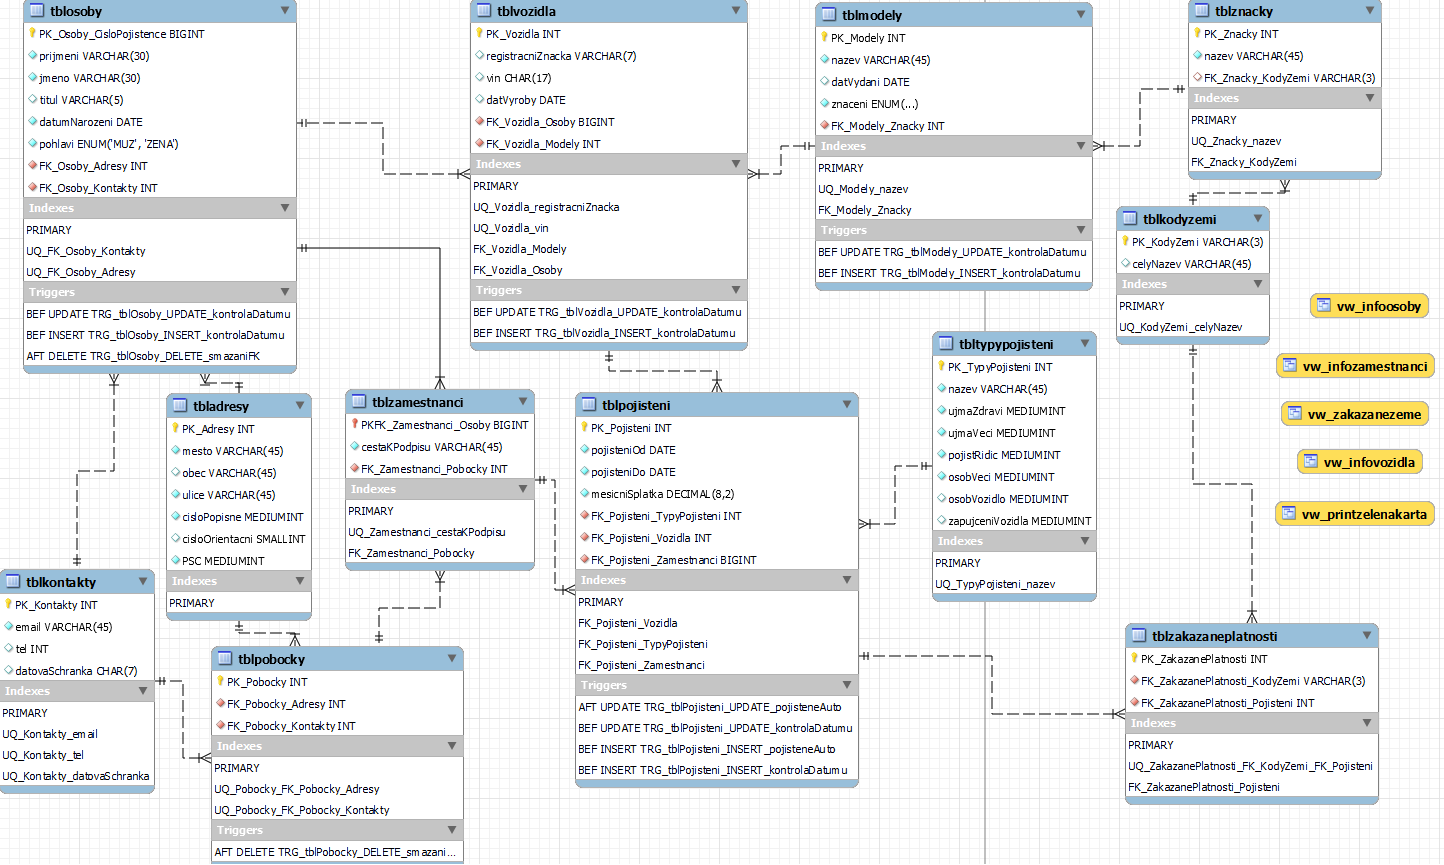 tblosoby
PK_Osoby_CisloPojistence BIGINT
prijmeni VARCHAR(30)
jmeno VARCHAR(30)
titul VARCHAR(5)
datumNarozeni DATE
pohlavi ENUM('MUZ', 'ZENA')
FK_Osoby_Adresy INT
FK_Osoby_Kontakty INT
Indexes
PRIMARY
UQ_FK_Osoby_Kontakty
UQ_FK_Osoby_Adresy
Triggers
BEF UPDATE TRG_tblOsoby_UPDATE_kontrolaDatumu
BEF INSERT TRG_tblOsoby_INSERT_kontrolaDatumu
AFT DELETE TRG_tblOsoby_DELETE_smazaniFK
tblvozidla
PK_Vozidla INT
registracniZnacka VARCHAR(7)
vin CHAR(17)
datVyroby DATE
FK_Vozidla_Osoby BIGINT
FK_Vozidla_Modely INT
Indexes
PRIMARY
UQ_Vozidla_registracniZnacka
UQ_Vozidla_vin
FK_Vozidla_Modely
FK_Vozidla_Osoby
Triggers
BEF UPDATE TRG_tblVozidla_UPDATE_kontrolaDatumu
BEF INSERT TRG_tblVozidla_INSERT_kontrolaDatumu
tblmodely
PK_Modely INT
nazev VARCHAR(45)
datVydani DATE
znaceni ENUM(...)
FK_Modely_Znacky INT
Indexes
PRIMARY
UQ_Modely_nazev
FK_Modely_Znacky
Triggers
BEF UPDATE TRG_tblModely_UPDATE_kontrolaDatumu
BEF INSERT TRG_tblModely_INSERT_kontrolaDatumu
tblznacky
PK_Znacky INT
nazev VARCHAR(45)
FK_Znacky_KodyZemi VARCHAR(3)
Indexes
PRIMARY
UQ_Znacky_nazev
FK_Znacky_KodyZemi
tblkodyzemi
PK_KodyZemi VARCHAR(3)
celyNazev VARCHAR(45)
Indexes
PRIMARY
UQ_KodyZemi_celyNazev
vw_infoosoby
vw_infozamestnanci
vw_zakazanezeme
vw_infovozidla
vw_printzelenakarta
tbladresy
PK_Adresy INT
mesto VARCHAR(45)
obec VARCHAR(45)
ulice VARCHAR(45)
cisloPopisne MEDIUMINT
cisloOrientacni SMALLINT
PSC MEDIUMINT
Indexes
PRIMARY
tblzamestnanci
PKFK_Zamestnanci_Osoby BIGINT
cestaKPodpisu VARCHAR(45)
FK_Zamestnanci_Pobocky INT
Indexes
PRIMARY
UQ_Zamestnanci_cestaKPodpisu
FK_Zamestnanci_Pobocky
tblpojisteni
PK_Pojisteni INT
pojisteniOd DATE
pojisteniDo DATE
mesicniSplatka DECIMAL(8,2)
FK_Pojisteni_TypyPojisteni INT
FK_Pojisteni_Vozidla INT
FK_Pojisteni_Zamestnanci BIGINT
Indexes
PRIMARY
FK_Pojisteni_Vozidla
FK_Pojisteni_TypyPojisteni
FK_Pojisteni_Zamestnanci
Triggers
AFT UPDATE TRG_tblPojisteni_UPDATE_pojisteneAuto
BEF UPDATE TRG_tblPojisteni_UPDATE_kontrolaDatumu
BEF INSERT TRG_tblPojisteni_INSERT_pojisteneAuto
BEF INSERT TRG_tblPojisteni_INSERT_kontrolaDatumu
tbltypypojisteni
PK_TypyPojisteni INT
nazev VARCHAR(45)
ujmaZdravi MEDIUMINT
ujmaVeci MEDIUMINT
pojistRidic MEDIUMINT
osobVeci MEDIUMINT
osobVozidlo MEDIUMINT
zapujceniVozidla MEDIUMINT
Indexes
PRIMARY
UQ_TypyPojisteni_nazev
tblkontakty
PK_Kontakty INT
email VARCHAR(45)
tel INT
datovaSchranka CHAR(7)
Indexes
PRIMARY
UQ_Kontakty_email
UQ_Kontakty_tel
UQ_Kontakty_datovaSchranka
tblpobocky
PK_Pobocky INT
FK_Pobocky_Adresy INT
FK_Pobocky_Kontakty INT
Indexes
PRIMARY
UQ_Pobocky_FK_Pobocky_Adresy
UQ_Pobocky_FK_Pobocky_Kontakty
Triggers
AFT DELETE TRG_tblPobocky_DELETE_smazani...
tblzakazaneplatnosti
PK_ZakazanePlatnosti INT
FK_ZakazanePlatnosti_KodyZemi VARCHAR(3)
FK_ZakazanePlatnosti_Pojisteni INT
Indexes
PRIMARY
UQ_ZakazanePlatnosti_FK_KodyZemi_FK_Pojisteni
FK_ZakazanePlatnosti_Pojisteni